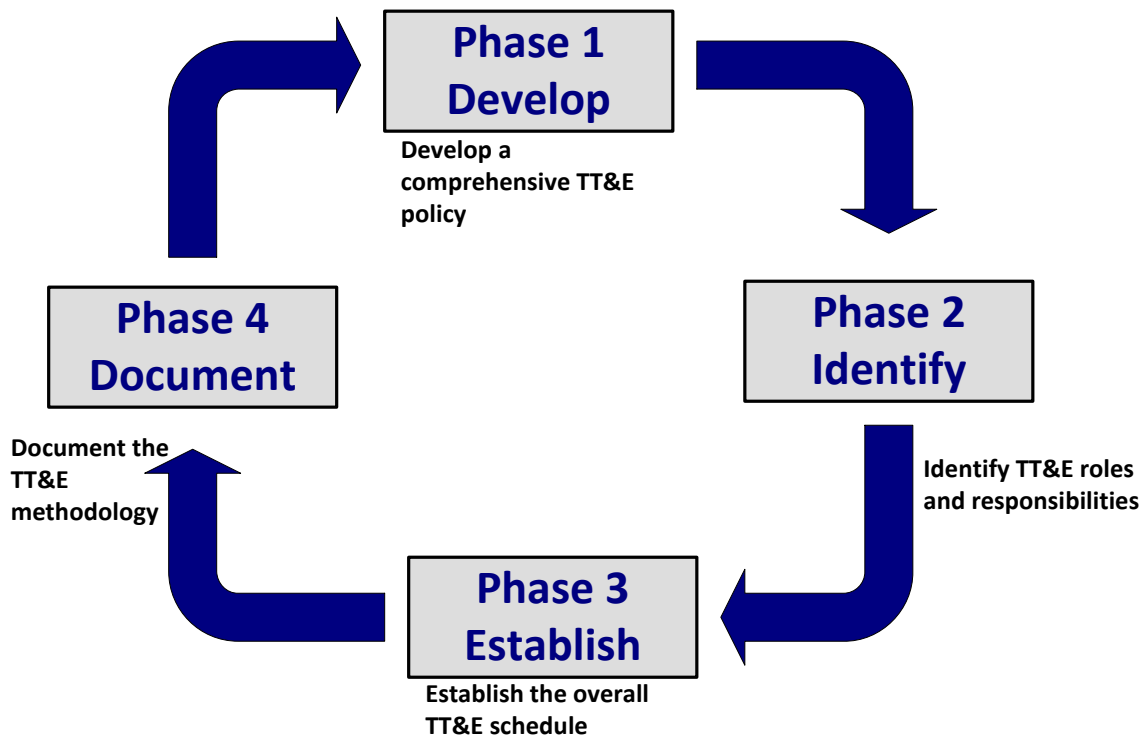 Phase 1
Develop
Develop a
comprehensive TT&E
policy
Phase 2
Identify
Identify TT&E roles
and responsibilities
Phase 3
Establish
Establish the overall
TT&E schedule
Phase 4
Document
Document the
TT&E
methodology